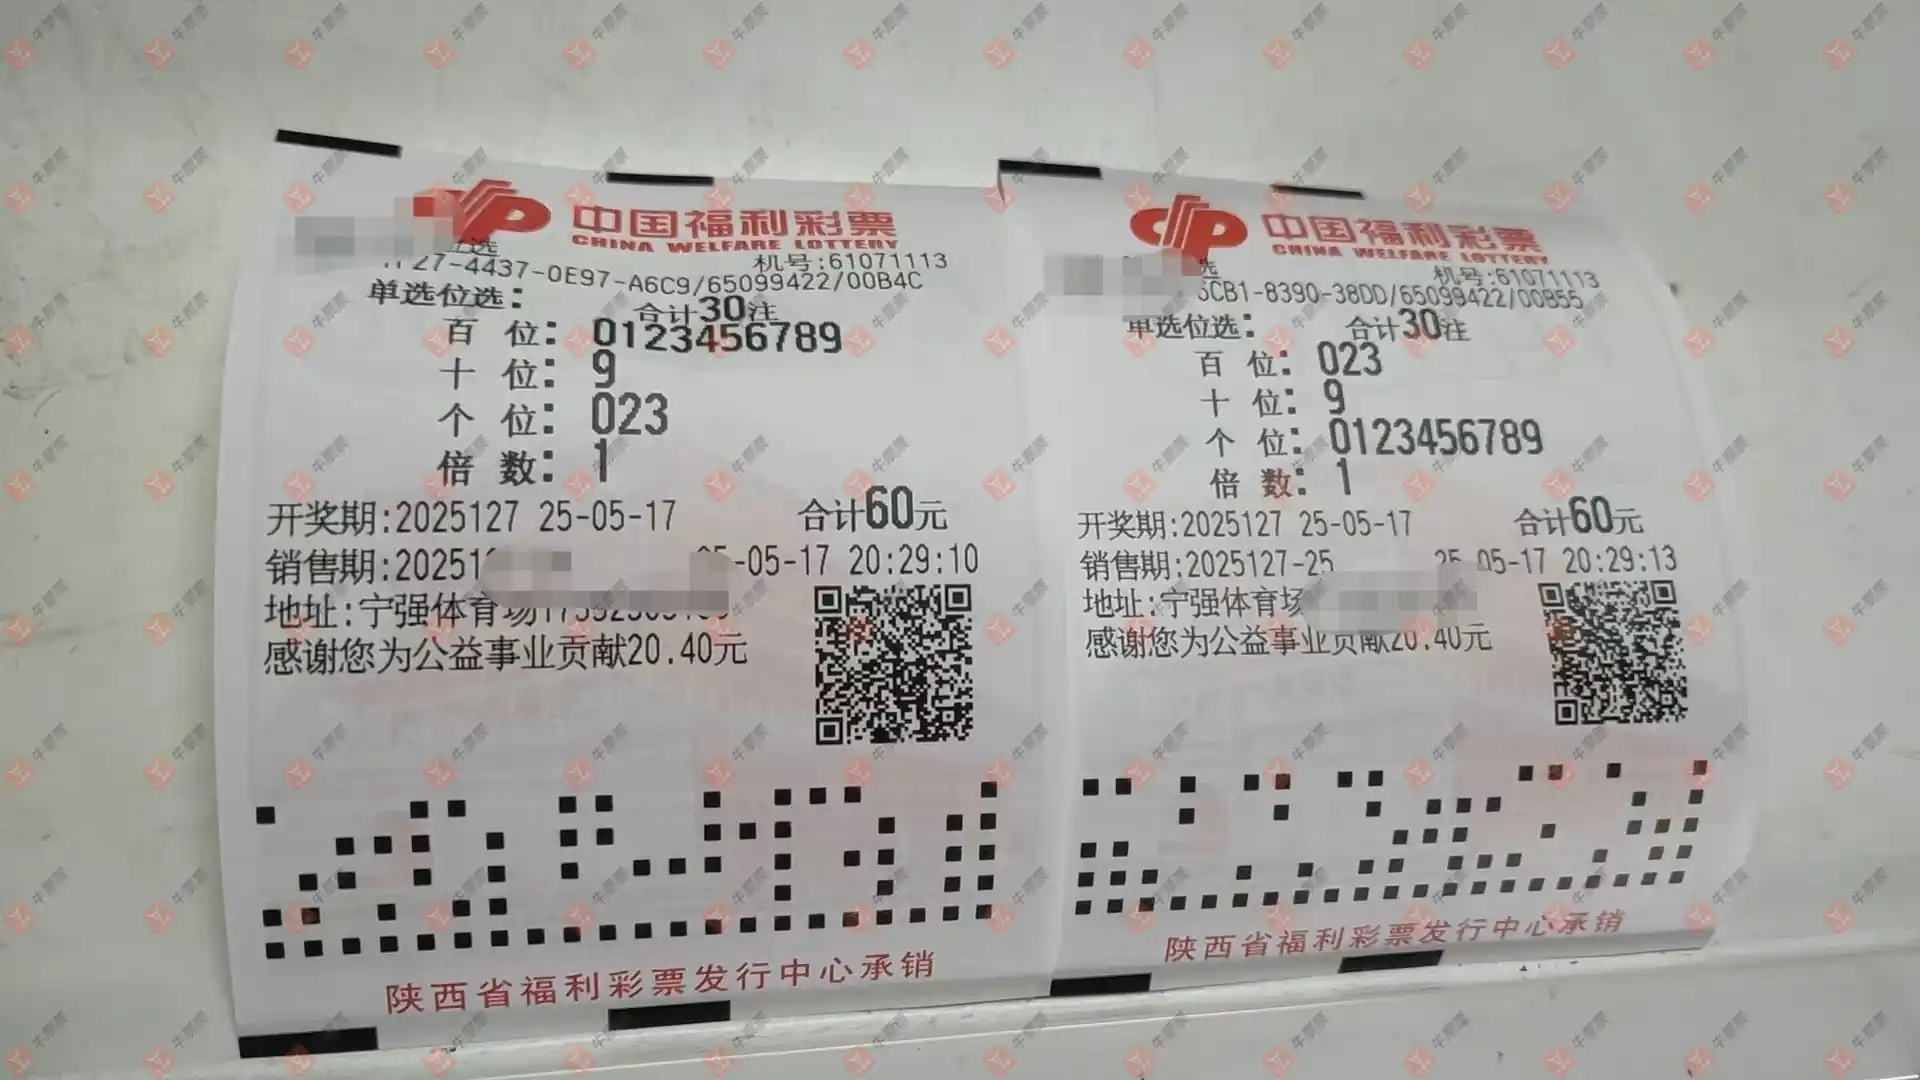 中国福利彩票
CHINA WELFARE LOTTERY
位选
机号:61071113
27-4437-0E97-A6C9/65099422/00B4C
单选位选:
合计30注
百 位: 0123456789
十 位: 9
个 位: 023
倍 数: 1
开奖期:2025127 25-05-17 合计60元
销售期:20251 -05-17 20:29:10
地址:宁强体育场
感谢您为公益事业贡献20.40元
陕西省福利彩票发行中心承销
中国福利彩票
CHINA WELFARE LOTTERY
选
机号:61071113
CB1-8390-38DD/65099422/00855
单选位选:
合计30注
百 位: 023
十 位: 9
个 位: 0123456789
倍 数: 1
开奖期:2025127 25-05-17 合计60元
销售期:2025127-25 25-05-17 20:29:13
地址:宁强体育场
感谢您为公益事业贡献20.40元
陕西省福利彩票发行中心承销